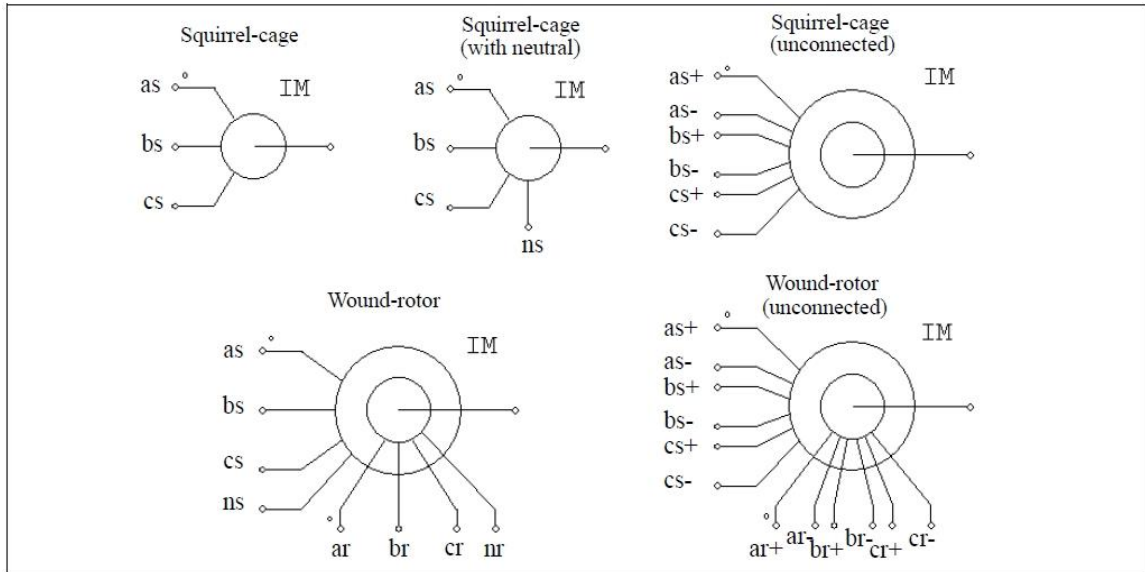 Squirrel-cage
as
IM
bs
cs
Squirrel-cage
(with neutral)
as
IM
bs
cs
ns
Squirrel-cage
(unconnected)
as+
IM
as-
bs+
bs-
cs+
cs-
Wound-rotor
as
IM
bs
cs
ns
ar
br
cr
nr
Wound-rotor
(unconnected)
as+
IM
as-
bs+
bs-
cs+
cs-
ar+
ar-
br+
br-
cr+
cr-